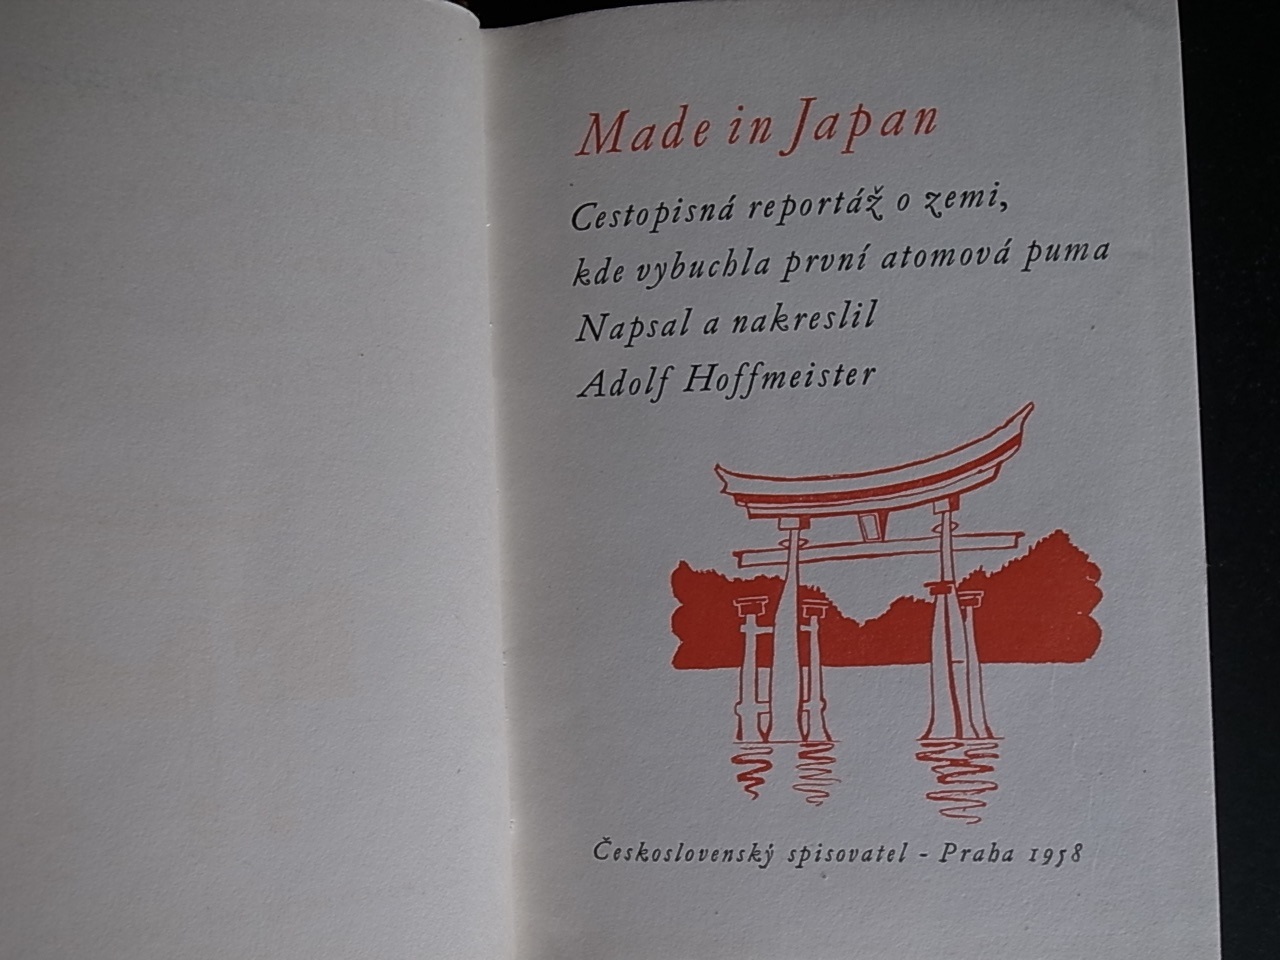 Made in Japan
Cestopisná reportáž o zemi,
kde vybuchla první atomová puma
Napsal a nakreslil
Adolf Hoffmeister
Československý spisovatel - Praha 1958